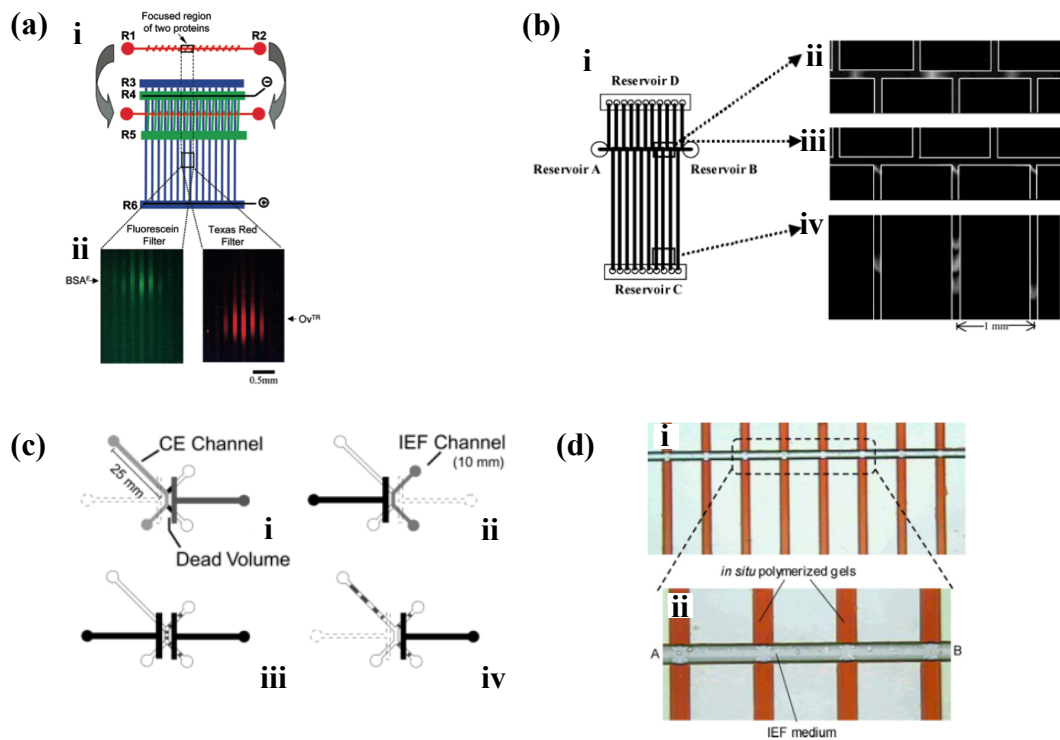 (a)
i
Focused region
of two proteins
R1
R2
R3
R4
R5
R6
ii
Fluorescein
Filter
Texas Red
Filter
BSAᶠ
Ovᵀᴿ
0.5mm
(b)
i
Reservoir D
Reservoir A
Reservoir B
Reservoir C
ii
iii
iv
1 mm
(c)
CE Channel
25 mm
Dead Volume
i
IEF Channel
(10 mm)
ii
iii
iv
(d)
i
in situ polymerized gels
ii
A
B
IEF medium